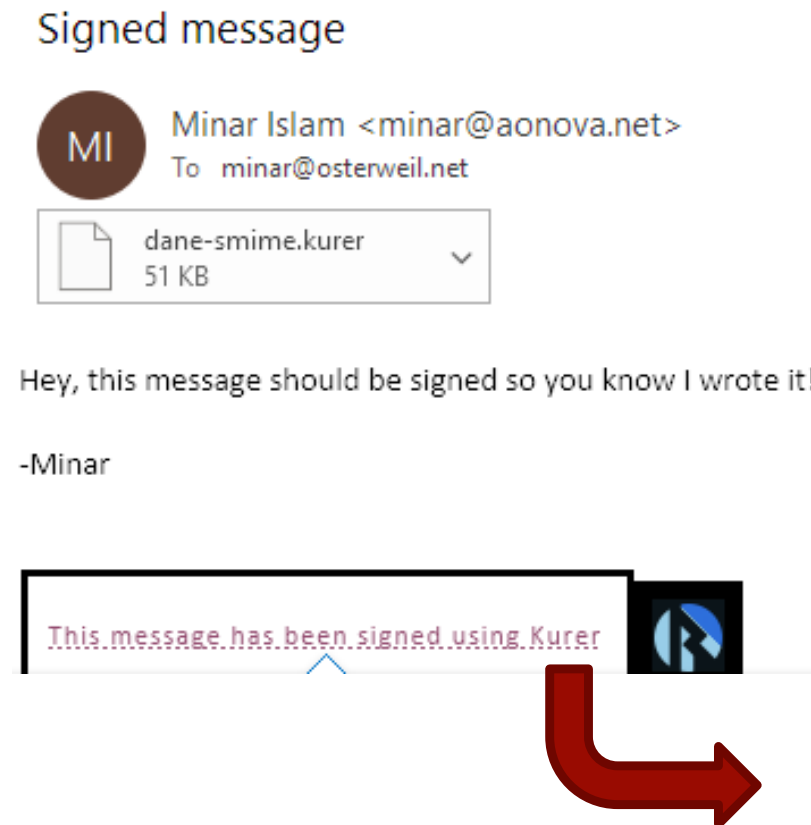 Signed message
MI
Minar Islam <minar@aonova.net>
To minar@osterweil.net
dane-smime.kurer
51 KB
Hey, this message should be signed so you know I wrote it!
-Minar
This message has been signed using Kurer